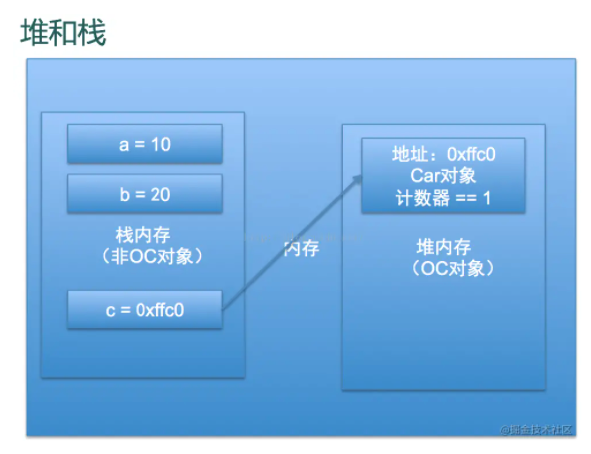 堆和栈
a = 10
b = 20
栈内存
（非OC对象）
c = 0xffc0
内存
地址：0xffc0
Car对象
计数器 == 1
堆内存
（OC对象）
@掘金技术社区